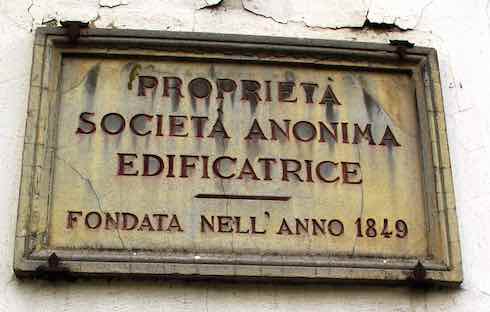 PROPRIETÀ
SOCIETÀ ANONIMA
EDIFICATRICE
FONDATA NELL'ANNO 1849